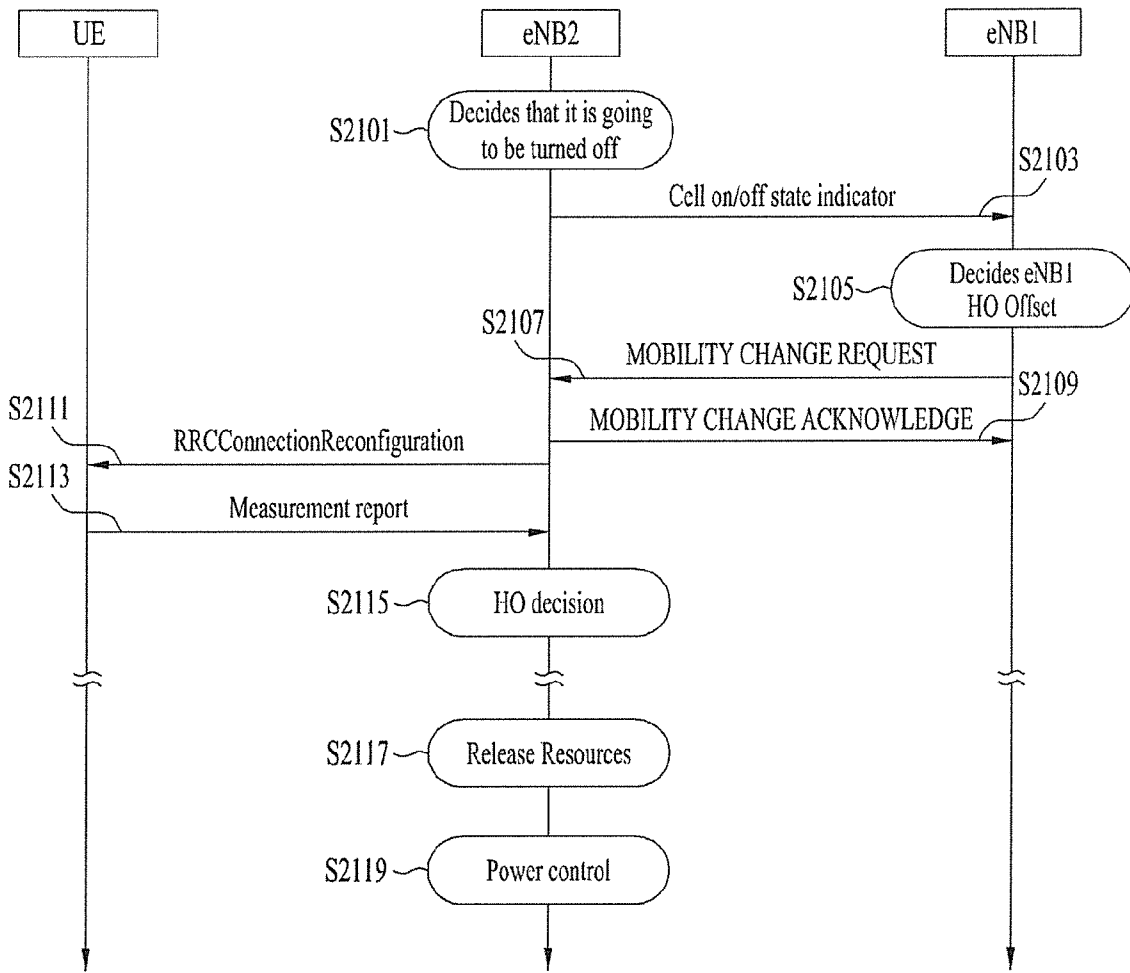 UE
eNB2
eNB1
S2101
Decides that it is going
to be turned off
S2103
Cell on/off state indicator
S2105
Decides eNB1
HO Offset
S2107
MOBILITY CHANGE REQUEST
S2109
MOBILITY CHANGE ACKNOWLEDGE
S2111
RRCConnectionReconfiguration
S2113
Measurement report
S2115
HO decision
S2117
Release Resources
S2119
Power control